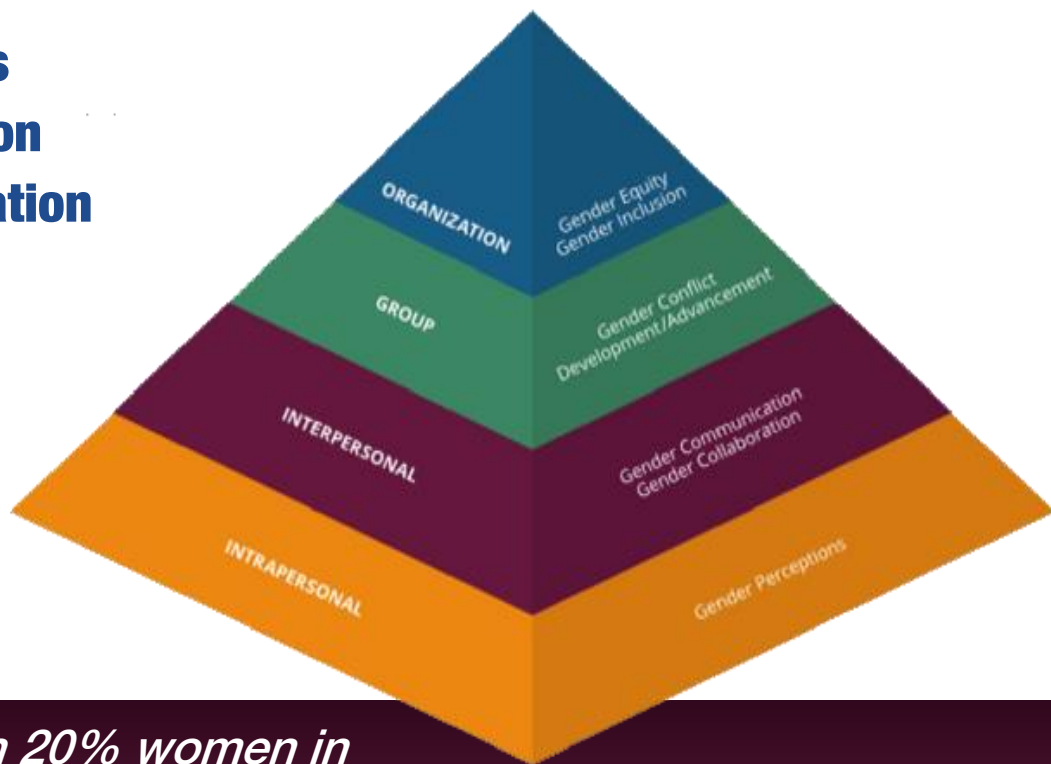 s
on
ation
ORGANIZATION
Gender Equity
Gender Inclusion
GROUP
Gender Conflict
Development/Advancement
INTERPERSONAL
Gender Communication
Gender Collaboration
INTRAPERSONAL
Gender Perceptions
20% women in